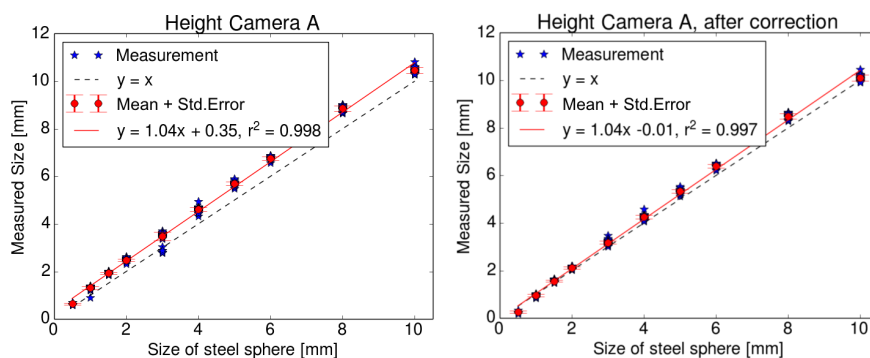 Height Camera A
Measured Size [mm]
12
10
8
6
4
2
0
Measurement
y = x
Mean + Std.Error
y = 1.04x + 0.35, r² = 0.998
0 2 4 6 8 10
Size of steel sphere [mm]
Height Camera A, after correction
Measured Size [mm]
12
10
8
6
4
2
0
Measurement
y = x
Mean + Std.Error
y = 1.04x -0.01, r² = 0.997
0 2 4 6 8 10
Size of steel sphere [mm]